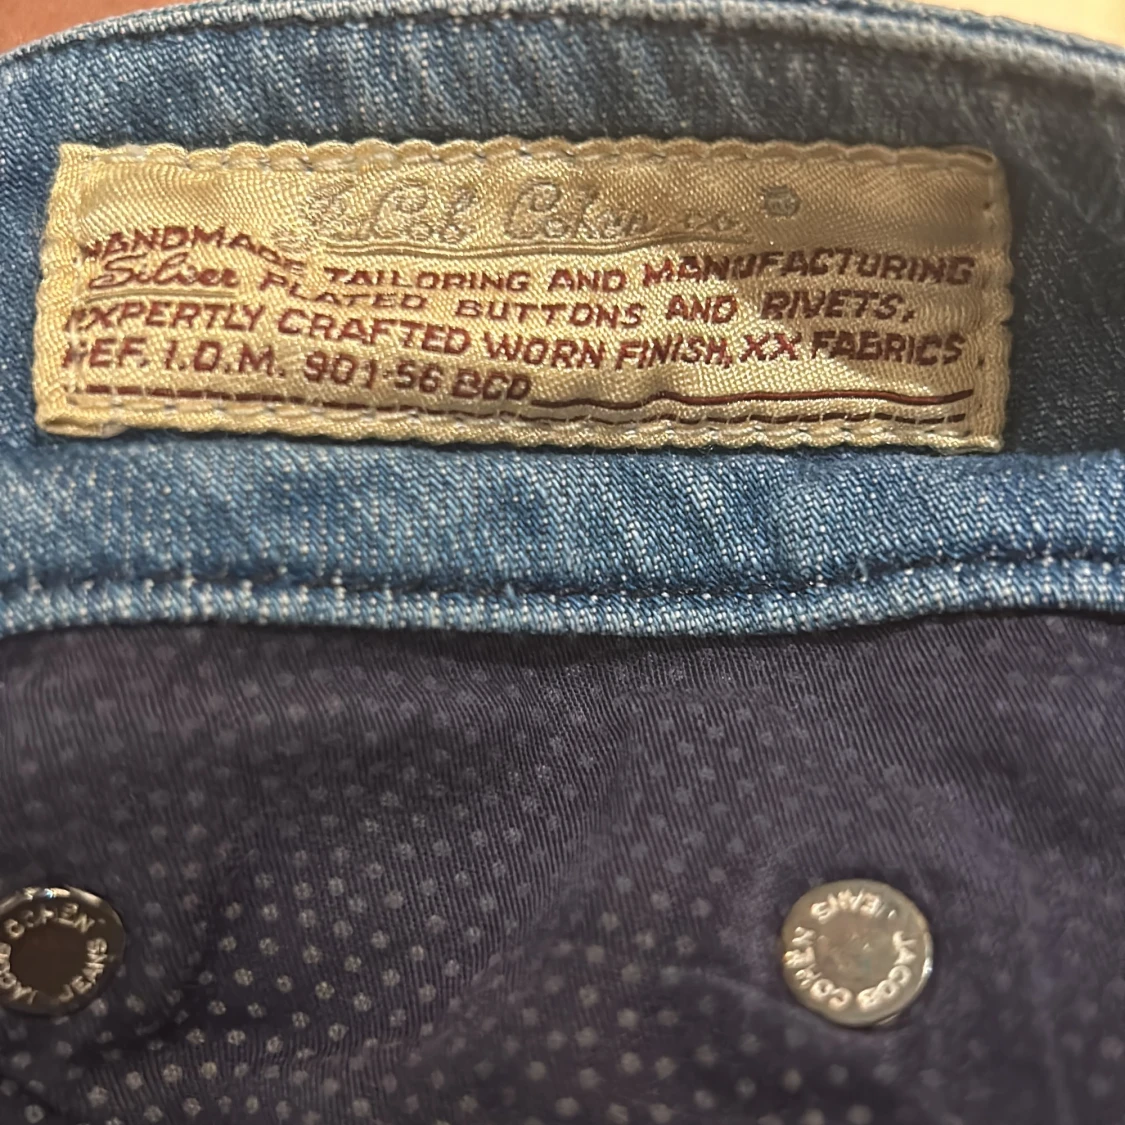 Jacob Cohen co. ®
HANDMADE TAILORING AND MANUFACTURING
Silver PLATED BUTTONS AND RIVETS,
EXPERTLY CRAFTED WORN FINISH, XX FABRICS.
REF. I.D.M. 901-56 BCD
JACOB COHEN
JEANS
JACOB COHEN
JEANS